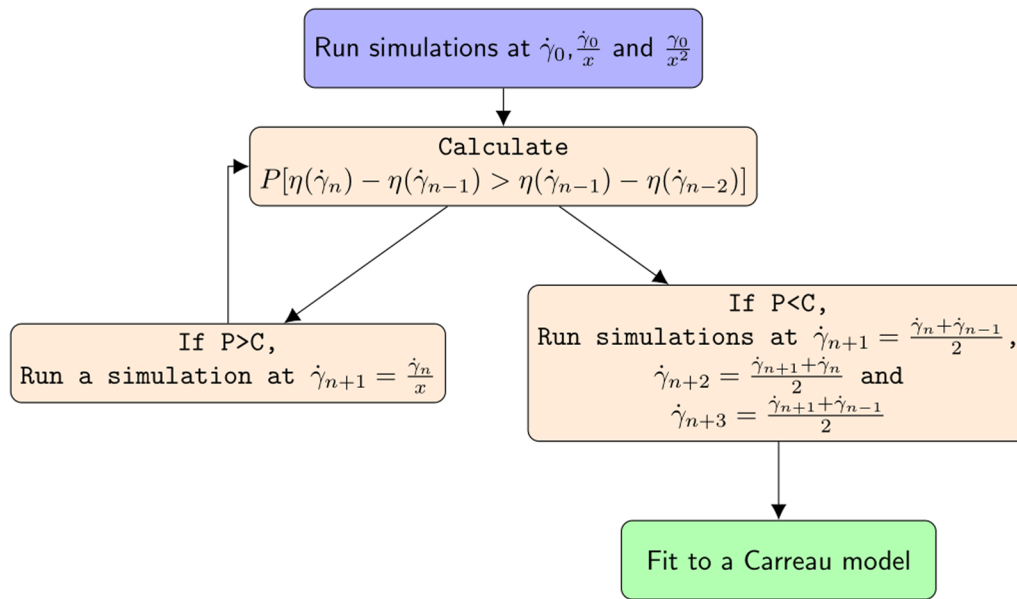 Run simulations at γ̇₀, γ̇₀/x and γ₀/x²
Calculate
P[η(γ̇ₙ) − η(γ̇ₙ₋₁) > η(γ̇ₙ₋₁) − η(γ̇ₙ₋₂)]
If P>C,
Run a simulation at γ̇ₙ₊₁ = γ̇ₙ/x
If P<C,
Run simulations at γ̇ₙ₊₁ = (γ̇ₙ+γ̇ₙ₋₁)/2,
γ̇ₙ₊₂ = (γ̇ₙ₊₁+γ̇ₙ)/2 and
γ̇ₙ₊₃ = (γ̇ₙ₊₁+γ̇ₙ₋₁)/2
Fit to a Carreau model